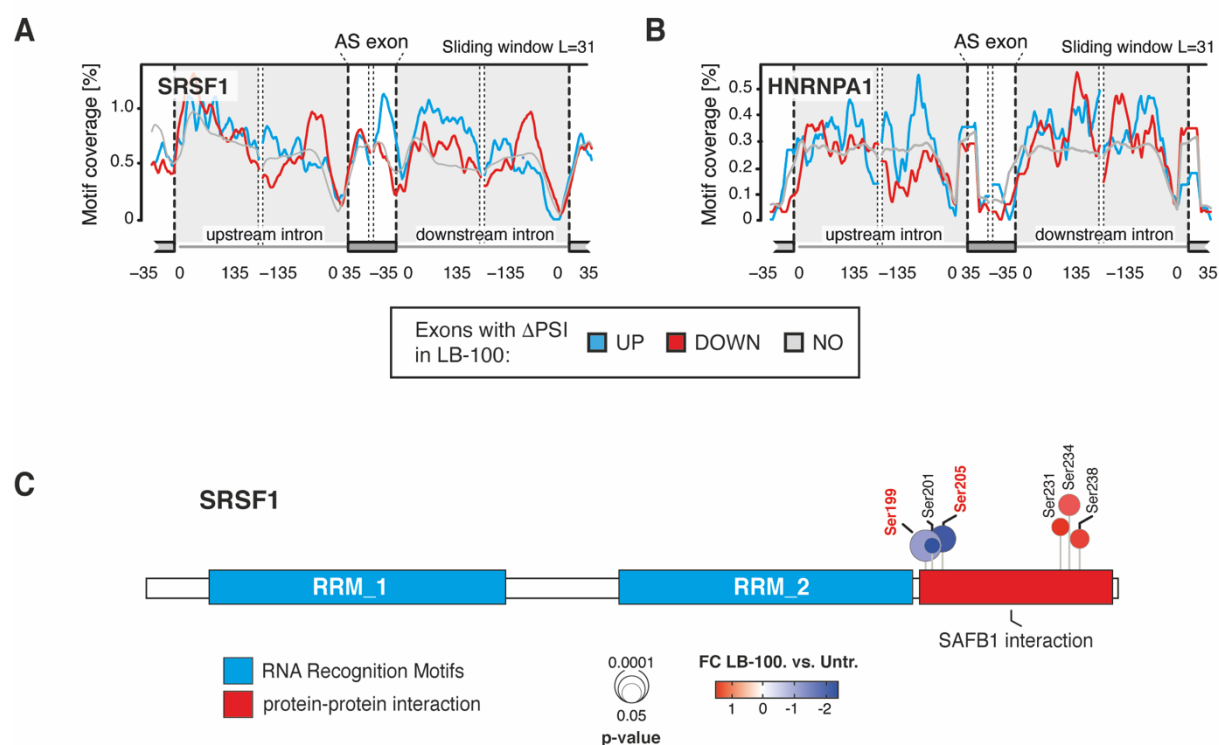 A
AS exon
Sliding window L=31
SRSF1
Motif coverage [%]
1.0
0.5
0
upstream intron
downstream intron
−35 0 135 −135 0 35 −35 0 135 −135 0 35
B
AS exon
Sliding window L=31
HNRNPA1
Motif coverage [%]
0.5
0.4
0.3
0.2
0.1
0
upstream intron
downstream intron
−35 0 135 −135 0 35 −35 0 135 −135 0 35
Exons with ΔPSI
in LB-100:
UP
DOWN
NO
C
SRSF1
Ser199
Ser201
Ser205
Ser231
Ser234
Ser238
RRM_1
RRM_2
SAFB1 interaction
RNA Recognition Motifs
protein-protein interaction
0.0001
0.05
p-value
FC LB-100. vs. Untr.
1 0 -1 -2